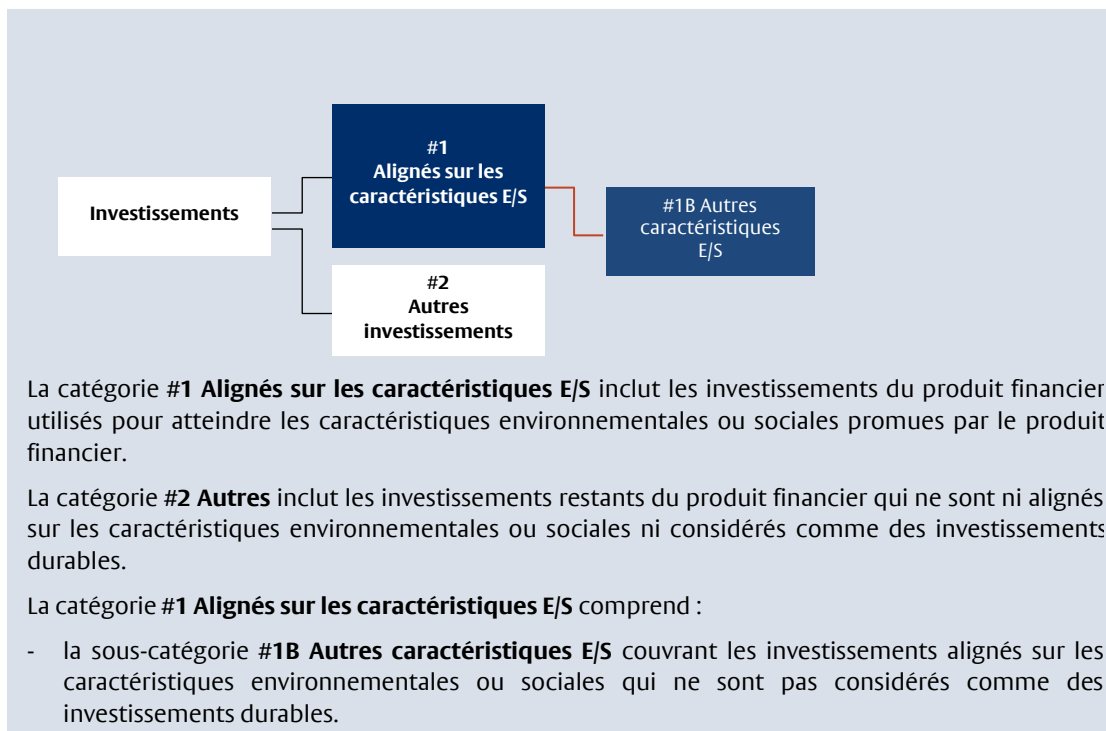 #1
Alignés sur les
caractéristiques E/S
Investissements
#1B Autres
caractéristiques
E/S
#2
Autres
investissements
La catégorie #1 Alignés sur les caractéristiques E/S inclut les investissements du produit financier
utilisés pour atteindre les caractéristiques environnementales ou sociales promues par le produit
financier.
La catégorie #2 Autres inclut les investissements restants du produit financier qui ne sont ni alignés
sur les caractéristiques environnementales ou sociales ni considérés comme des investissements
durables.
La catégorie #1 Alignés sur les caractéristiques E/S comprend :
- la sous-catégorie #1B Autres caractéristiques E/S couvrant les investissements alignés sur les
caractéristiques environnementales ou sociales qui ne sont pas considérés comme des
investissements durables.